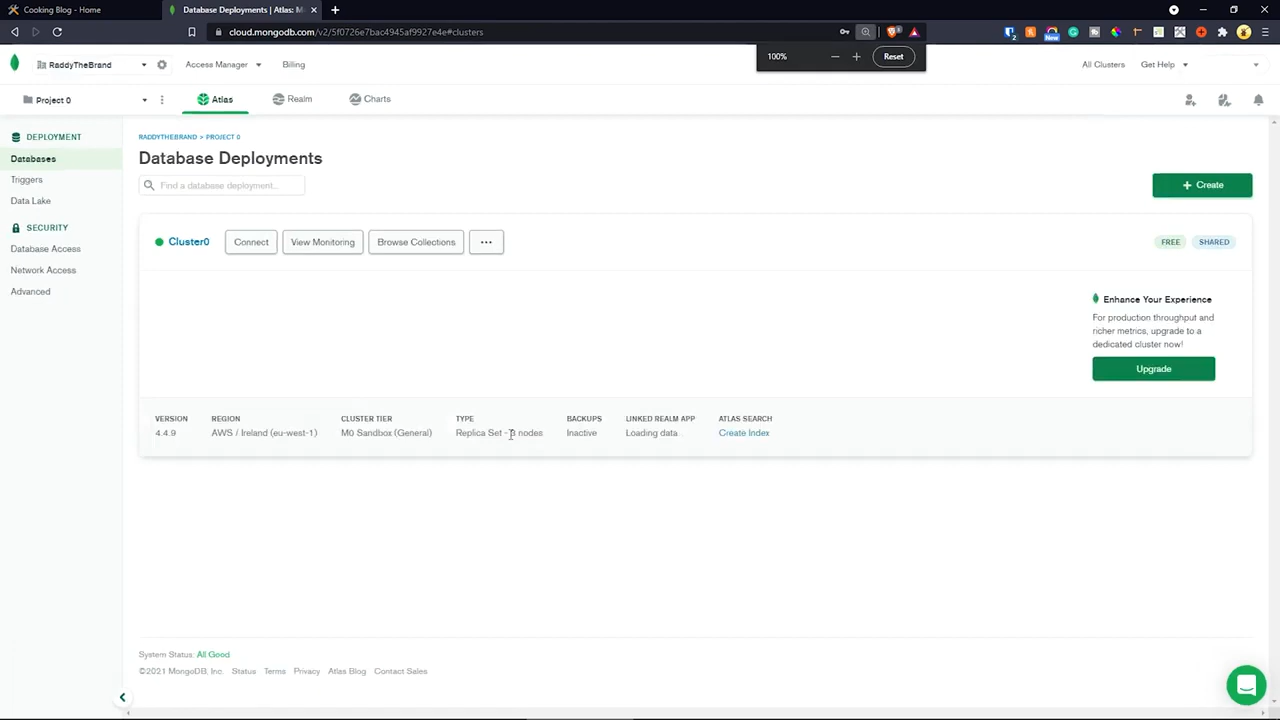 Cooking Blog - Home
Database Deployments | Atlas: M
cloud.mongodb.com/v2/5f0726e7bac4945af9927e4e#clusters
100%
Reset
RaddyTheBrand
Access Manager
Billing
All Clusters
Get Help
Project 0
Atlas
Realm
Charts
DEPLOYMENT
Databases
Triggers
Data Lake
SECURITY
Database Access
Network Access
Advanced
RADDYTHEBRAND > PROJECT 0
Database Deployments
Find a database deployment...
+ Create
Cluster0
Connect
View Monitoring
Browse Collections
...
FREE
SHARED
Enhance Your Experience
For production throughput and
richer metrics, upgrade to a
dedicated cluster now!
Upgrade
VERSION
4.4.9
REGION
AWS / Ireland (eu-west-1)
CLUSTER TIER
M0 Sandbox (General)
TYPE
Replica Set - 3 nodes
BACKUPS
Inactive
LINKED REALM APP
Loading data
ATLAS SEARCH
Create Index
System Status: All Good
©2021 MongoDB, Inc.
Status
Terms
Privacy
Atlas Blog
Contact Sales